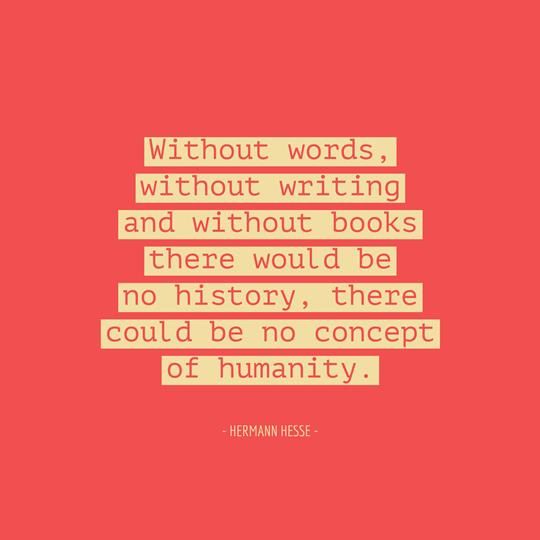 Without words,
without writing
and without books
there would be
no history, there
could be no concept
of humanity.
- HERMANN HESSE -